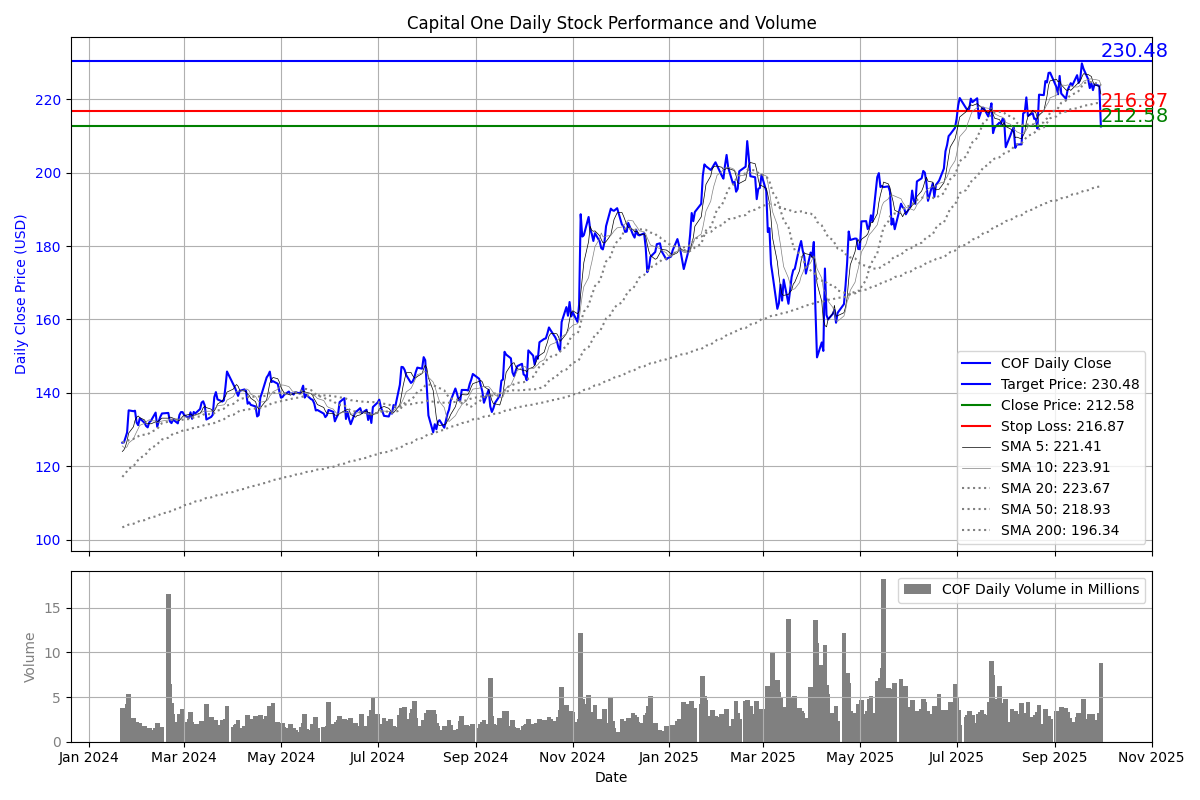 Capital One Daily Stock Performance and Volume
230.48
216.87
212.58
Daily Close Price (USD)
220
200
180
160
140
120
100
COF Daily Close
Target Price: 230.48
Close Price: 212.58
Stop Loss: 216.87
SMA 5: 221.41
SMA 10: 223.91
SMA 20: 223.67
SMA 50: 218.93
SMA 200: 196.34
COF Daily Volume in Millions
Volume
15
10
5
0
Jan 2024 Mar 2024 May 2024 Jul 2024 Sep 2024 Nov 2024 Jan 2025 Mar 2025 May 2025 Jul 2025 Sep 2025 Nov 2025
Date